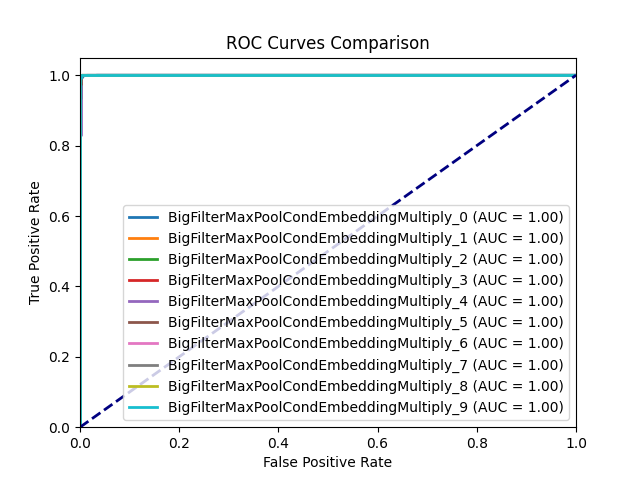 ROC Curves Comparison
True Positive Rate
1.0
0.8
0.6
0.4
0.2
0.0
BigFilterMaxPoolCondEmbeddingMultiply_0 (AUC = 1.00)
BigFilterMaxPoolCondEmbeddingMultiply_1 (AUC = 1.00)
BigFilterMaxPoolCondEmbeddingMultiply_2 (AUC = 1.00)
BigFilterMaxPoolCondEmbeddingMultiply_3 (AUC = 1.00)
BigFilterMaxPoolCondEmbeddingMultiply_4 (AUC = 1.00)
BigFilterMaxPoolCondEmbeddingMultiply_5 (AUC = 1.00)
BigFilterMaxPoolCondEmbeddingMultiply_6 (AUC = 1.00)
BigFilterMaxPoolCondEmbeddingMultiply_7 (AUC = 1.00)
BigFilterMaxPoolCondEmbeddingMultiply_8 (AUC = 1.00)
BigFilterMaxPoolCondEmbeddingMultiply_9 (AUC = 1.00)
0.0 0.2 0.4 0.6 0.8 1.0
False Positive Rate